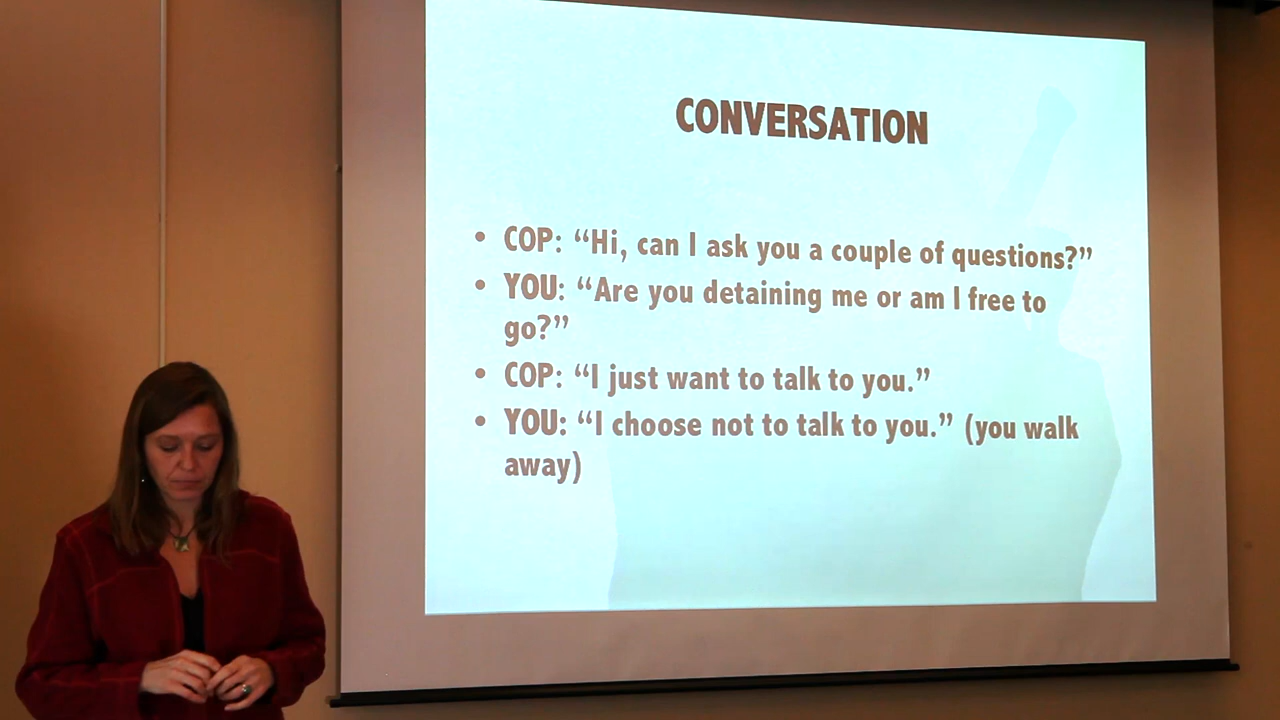 CONVERSATION
• COP: “Hi, can I ask you a couple of questions?”
• YOU: “Are you detaining me or am I free to
go?”
• COP: “I just want to talk to you.”
• YOU: “I choose not to talk to you.” (you walk
away)